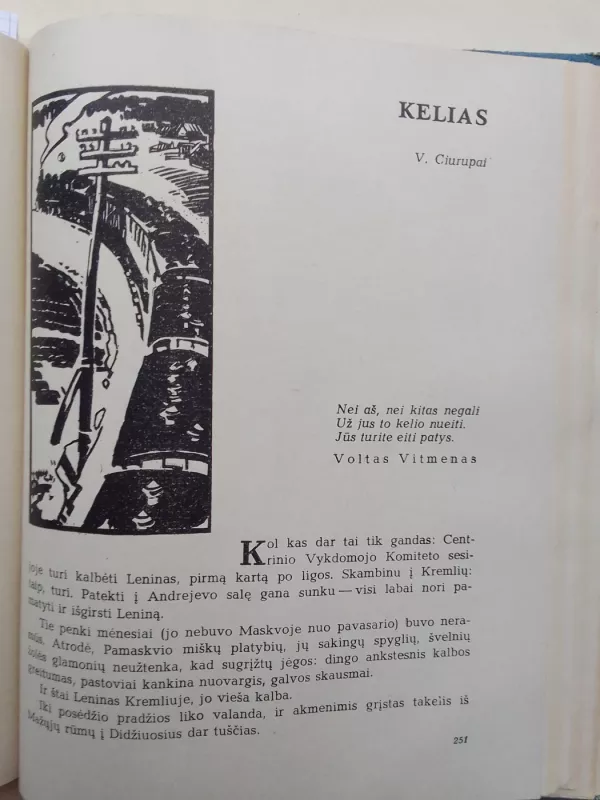 KELIAS
V. Ciurupai
Nei aš, nei kitas negali
Už jus to kelio nueiti.
Jūs turite eiti patys.
Voltas Vitmenas
Kol kas dar tai tik gandas: Cent-
rinio Vykdomojo Komiteto sesi-
joje turi kalbėti Leninas, pirmą kartą po ligos. Skambinu į Kremlių:
taip, turi. Patekti į Andrejevo salę gana sunku — visi labai nori pa-
matyti ir išgirsti Leniną.
Tie penki mėnesiai (jo nebuvo Maskvoje nuo pavasario) buvo nera-
mūs. Atrodė, Pamaskvio miškų platybių, jų sakingų spyglių, švelnių
žolės glamonių neužtenka, kad sugrįžtų jėgos: dingo ankstesnis kalbos
greitumas, pastoviai kankina nuovargis, galvos skausmai.
Ir štai Leninas Kremliuje, jo vieša kalba.
Iki posėdžio pradžios liko valanda, ir akmenimis grįstas takelis iš
Mažųjų rūmų į Didžiuosius dar tuščias.
251